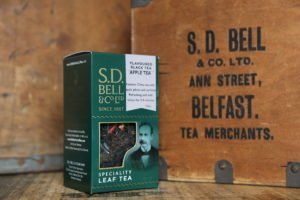 FLAVOURED
BLACK TEA
APPLE TEA
S.D.
BELL
& CO LTD
SINCE 1887
SPECIALITY
LEAF TEA
S. D. BELL
& CO. LTD.
ANN STREET,
BELFAST.
TEA MERCHANTS.